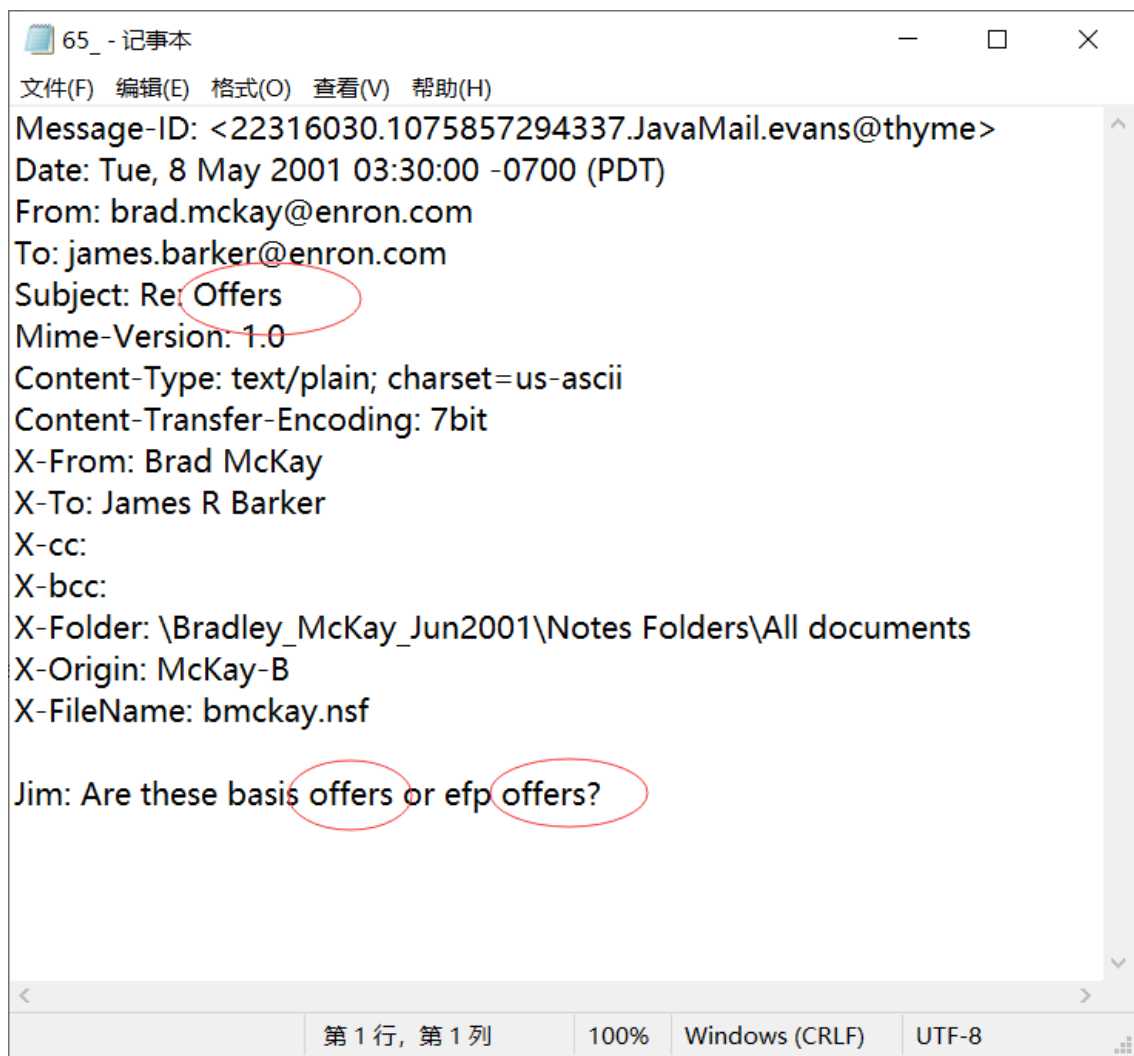 65_ - 记事本
文件(F) 编辑(E) 格式(O) 查看(V) 帮助(H)
Message-ID: <22316030.1075857294337.JavaMail.evans@thyme>
Date: Tue, 8 May 2001 03:30:00 -0700 (PDT)
From: brad.mckay@enron.com
To: james.barker@enron.com
Subject: Re: Offers
Mime-Version: 1.0
Content-Type: text/plain; charset=us-ascii
Content-Transfer-Encoding: 7bit
X-From: Brad McKay
X-To: James R Barker
X-cc:
X-bcc:
X-Folder: \Bradley_McKay_Jun2001\Notes Folders\All documents
X-Origin: McKay-B
X-FileName: bmckay.nsf
Jim: Are these basis offers or efp offers?
第 1 行，第 1 列 100% Windows (CRLF) UTF-8